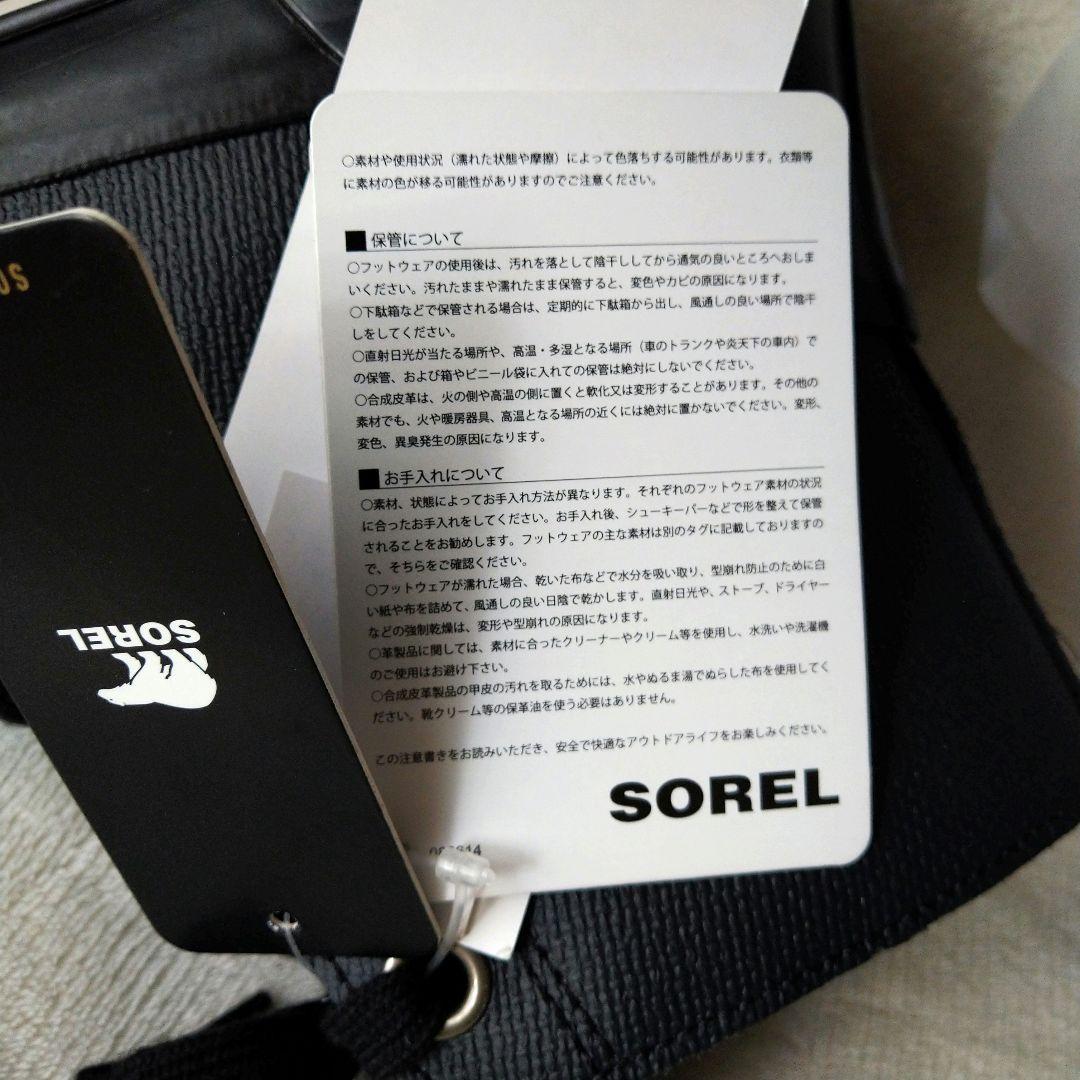 ○素材や使用状況（濡れた状態や摩擦）によって色落ちする可能性があります。衣類等
に素材の色が移る可能性がありますのでご注意ください。
■ 保管について
○フットウェアの使用後は、汚れを落として陰干ししてから通気の良いところへおしま
いください。汚れたままや濡れたまま保管すると、変色やカビの原因になります。
○下駄箱などで保管される場合は、定期的に下駄箱から出し、風通しの良い場所で陰干
しをしてください。
○直射日光が当たる場所や、高温・多湿となる場所（車のトランクや炎天下の車内）で
の保管、および箱やビニール袋に入れての保管は絶対にしないでください。
○合成皮革は、火の側や高温の側に置くと軟化又は変形することがあります。その他の
素材でも、火や暖房器具、高温となる場所の近くには絶対に置かないでください。変形、
変色、異臭発生の原因になります。
■ お手入れについて
○素材、状態によってお手入れ方法が異なります。それぞれのフットウェア素材の状況
に合ったお手入れをしてください。お手入れ後、シューキーパーなどで形を整えて保管
されることをお勧めします。フットウェアの主な素材は別のタグに記載しておりますの
で、そちらをご確認ください。
○フットウェアが濡れた場合、乾いた布などで水分を吸い取り、型崩れ防止のために白
い紙や布を詰めて、風通しの良い日陰で乾かします。直射日光や、ストーブ、ドライヤー
などの強制乾燥は、変形や型崩れの原因になります。
○革製品に関しては、素材に合ったクリーナーやクリーム等を使用し、水洗いや洗濯機
のご使用はお避け下さい。
○合成皮革製品の甲皮の汚れを取るためには、水やぬるま湯でぬらした布を使用してく
ださい。靴クリーム等の保革油を使う必要はありません。
この注意書きをお読みいただき、安全で快適なアウトドアライフをお楽しみください。
SOREL
SOREL